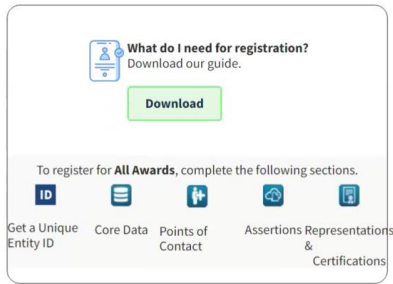 What do I need for registration?
Download our guide.
Download
To register for All Awards, complete the following sections.
ID
Get a Unique
Entity ID
Core Data
Points of
Contact
Assertions
Representations
&
Certifications